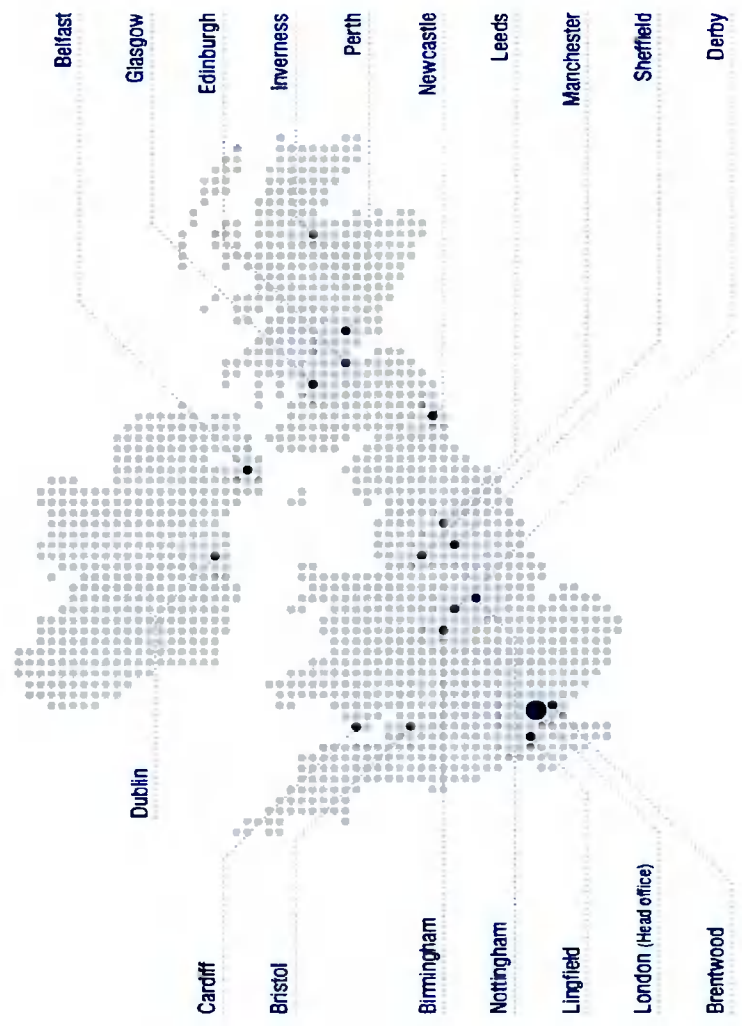 Belfast
Glasgow
Edinburgh
Inverness
Perth
Newcastle
Leeds
Manchester
Sheffield
Derby
Dublin
Cardiff
Bristol
Birmingham
Nottingham
Lingfield
London (Head office)
Brentwood